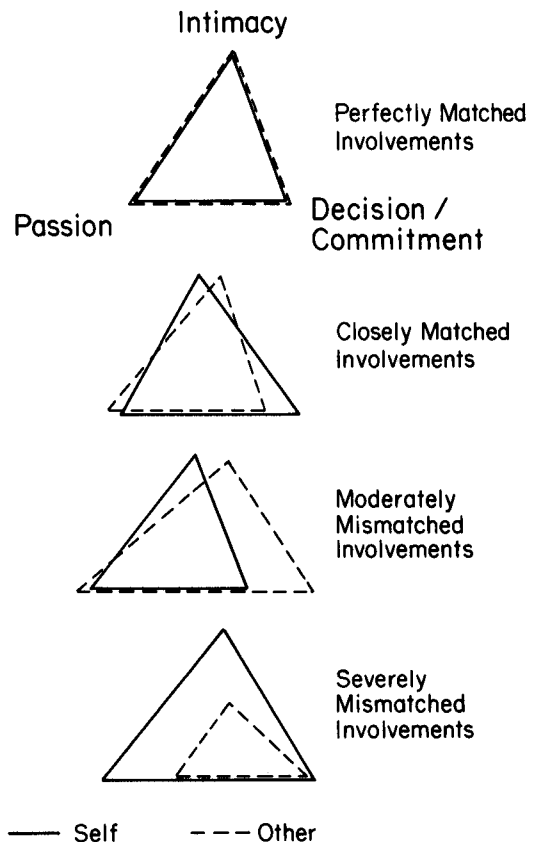 Intimacy
Perfectly Matched
Involvements
Passion
Decision /
Commitment
Closely Matched
Involvements
Moderately
Mismatched
Involvements
Severely
Mismatched
Involvements
Self
Other